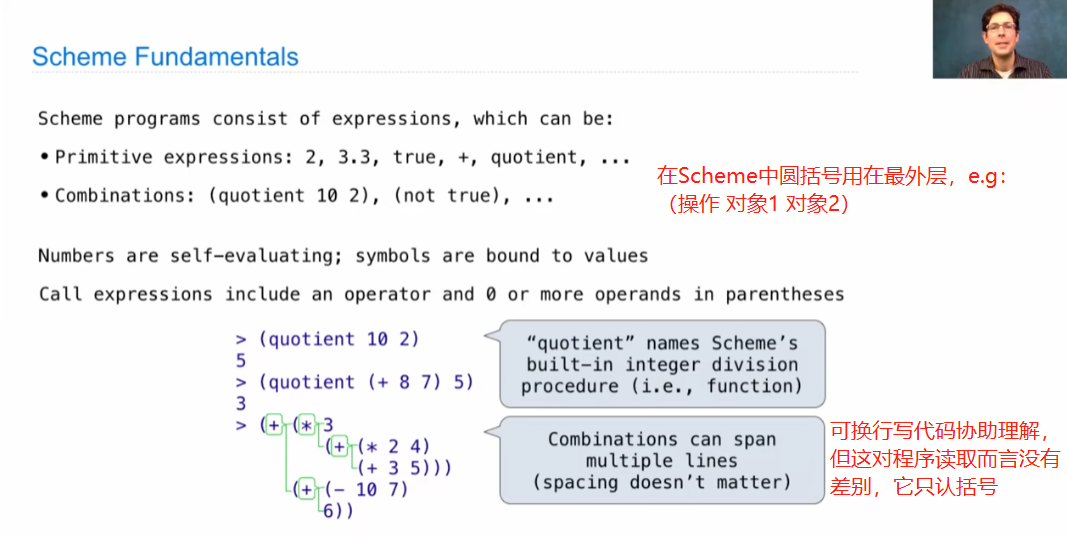 Scheme Fundamentals
Scheme programs consist of expressions, which can be:
• Primitive expressions: 2, 3.3, true, +, quotient, ...
• Combinations: (quotient 10 2), (not true), ...
在Scheme中圆括号用在最外层，e.g：
（操作 对象1 对象2）
Numbers are self-evaluating; symbols are bound to values
Call expressions include an operator and 0 or more operands in parentheses
> (quotient 10 2)
5
> (quotient (+ 8 7) 5)
3
> (+ (* 3
(+ (* 2 4)
(+ 3 5)))
(+ (- 10 7)
6))
“quotient” names Scheme’s
built-in integer division
procedure (i.e., function)
Combinations can span
multiple lines
(spacing doesn’t matter)
可换行写代码协助理解，
但这对程序读取而言没有
差别，它只认括号